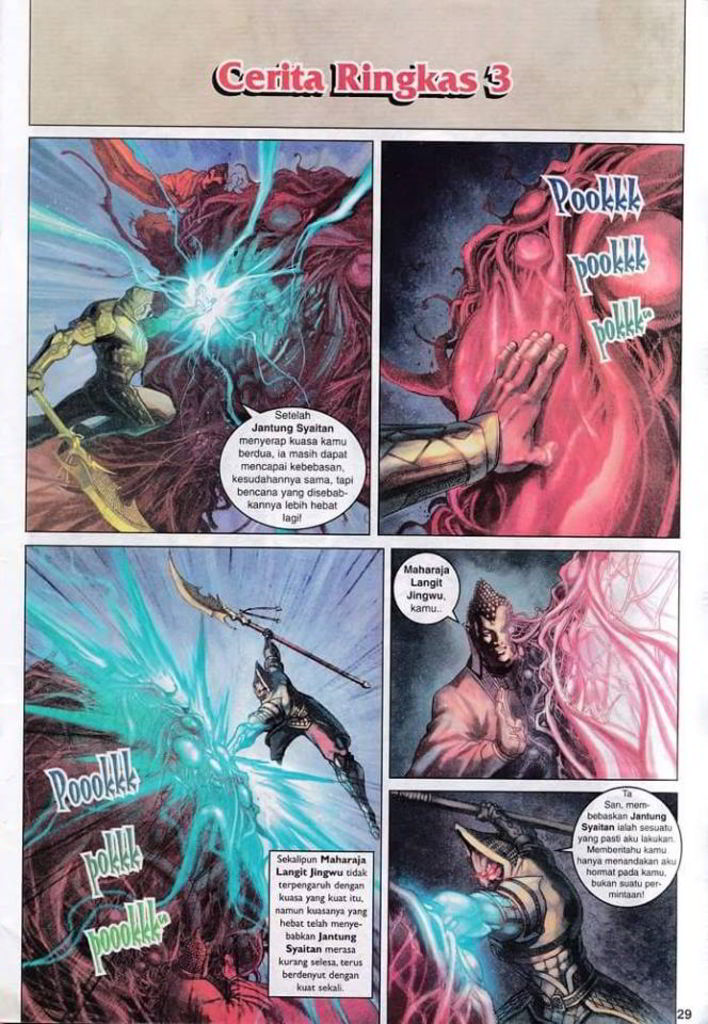 Cerita Ringkas 3
Setelah
Jantung Syaitan
menyerap kuasa kamu
berdua, ia masih dapat
mencapai kebebasan,
kesudahannya sama, tapi
bencana yang disebab-
kannya lebih hebat
lagi!
Pookkk
pookkk
pokkk
Poookkk
pokkk
poookkk
Sekalipun Maharaja
Langit Jingwu tidak
terpengaruh dengan
kuasa yang kuat itu,
namun kuasanya yang
hebat telah menye-
babkan Jantung
Syaitan merasa
kurang selesa, terus
berdenyut dengan
kuat sekali.
Maharaja
Langit
Jingwu,
kamu..
Ta
San, mem-
bebaskan Jantung
Syaitan ialah sesuatu
yang pasti aku lakukan.
Memberitahu kamu
hanya menandakan aku
hormat pada kamu,
bukan suatu per-
mintaan!
29